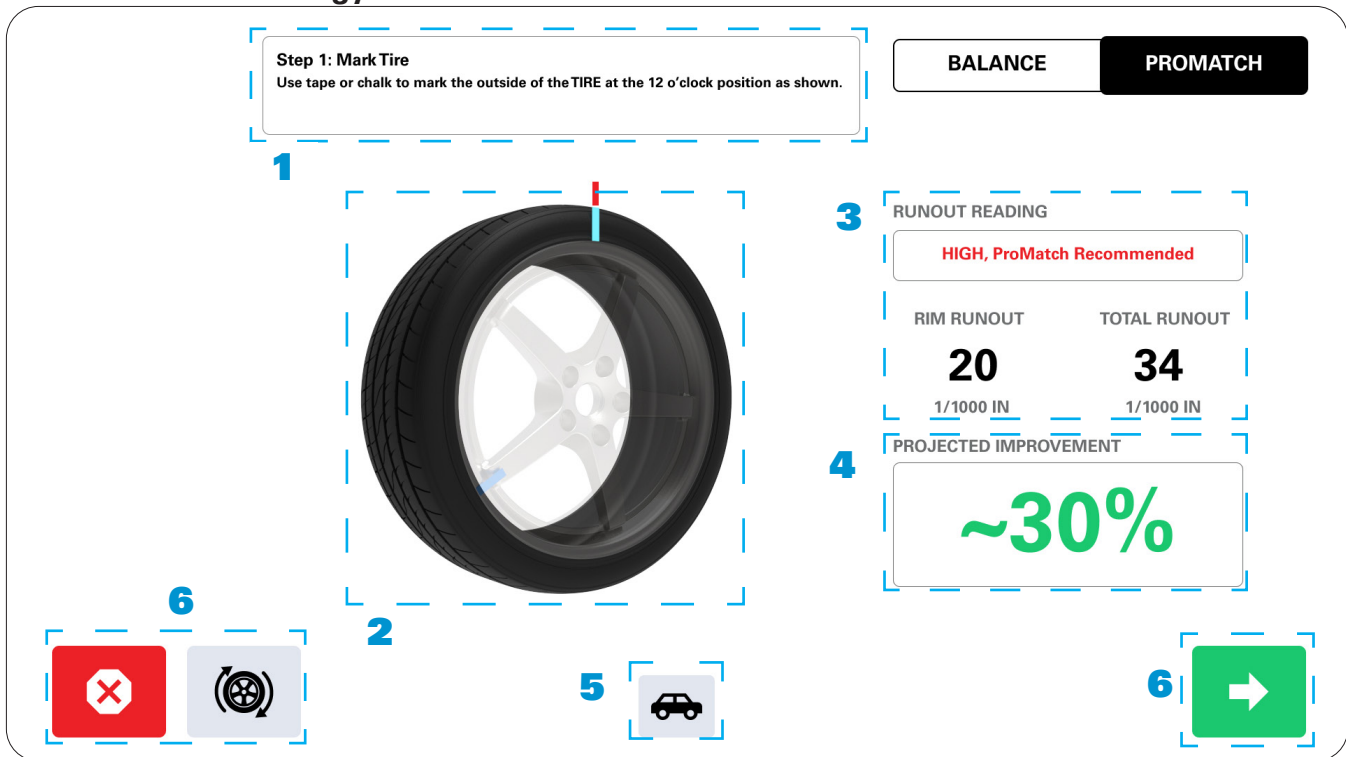 Step 1: Mark Tire
Use tape or chalk to mark the outside of the TIRE at the 12 o'clock position as shown.
BALANCE
PROMATCH
1
3
RUNOUT READING
HIGH, ProMatch Recommended
RIM RUNOUT
TOTAL RUNOUT
20
34
1/1000 IN
1/1000 IN
4
PROJECTED IMPROVEMENT
~30%
6
2
5
6